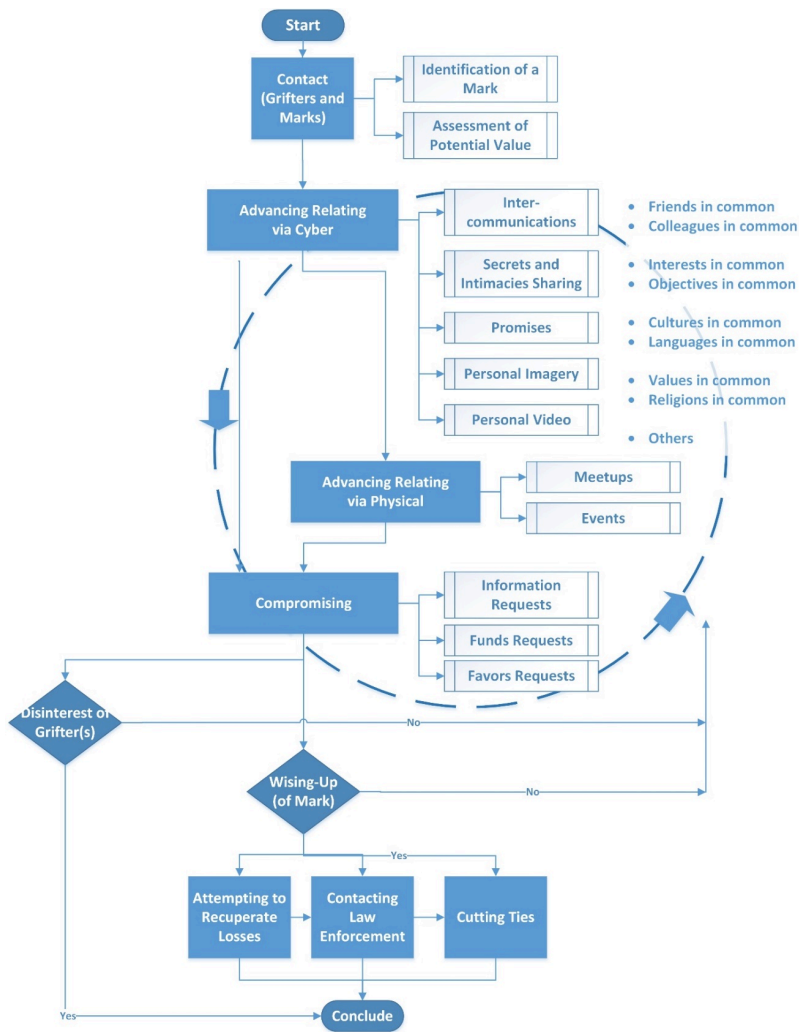 Start
Contact
(Grifters and
Marks)
Identification of a
Mark
Assessment of
Potential Value
Advancing Relating
via Cyber
Inter-
communications
Secrets and
Intimacies Sharing
Promises
Personal Imagery
Personal Video
• Friends in common
• Colleagues in common
• Interests in common
• Objectives in common
• Cultures in common
• Languages in common
• Values in common
• Religions in common
• Others
Advancing Relating
via Physical
Meetups
Events
Compromising
Information
Requests
Funds Requests
Favors Requests
Disinterest of
Grifter(s)
No
Wising-Up
(of Mark)
No
Yes
Attempting to
Recuperate
Losses
Contacting
Law
Enforcement
Cutting Ties
Yes
Conclude